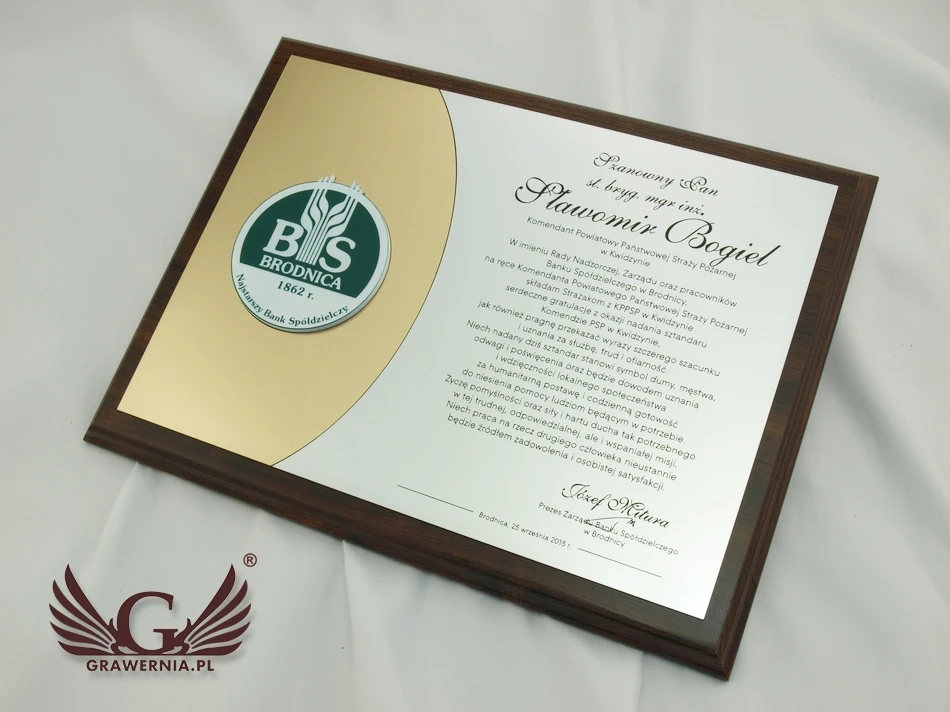 BS
BRODNICA
1862 r.
Najstarszy Bank Spółdzielczy
Szanowny Pan
st. bryg. mgr inż.
Sławomir Bogiel
Komendant Powiatowy Państwowej Straży Pożarnej
w Kwidzynie
W imieniu Rady Nadzorczej, Zarządu oraz pracowników
Banku Spółdzielczego w Brodnicy,
na ręce Komendanta Powiatowego Państwowej Straży Pożarnej
składam Strażakom z KPPSP w Kwidzynie
serdeczne gratulacje z okazji nadania sztandaru
Komendzie PSP w Kwidzynie,
jak również pragnę przekazać wyrazy szczerego szacunku
i uznania za służbę, trud i ofiarność.
Niech nadany dziś sztandar stanowi symbol dumy, męstwa,
odwagi i poświęcenia oraz będzie dowodem uznania
i wdzięczności lokalnego społeczeństwa
za humanitarną postawę i codzienną gotowość
do niesienia pomocy ludziom będącym w potrzebie.
Życzę pomyślności oraz siły i hartu ducha tak potrzebnego
w tej trudnej, odpowiedzialnej, ale i wspaniałej misji.
Niech praca na rzecz drugiego człowieka nieustannie
będzie źródłem zadowolenia i osobistej satysfakcji.
Józef Mitura
Prezes Zarządu Banku Spółdzielczego
w Brodnicy
Brodnica, 25 września 2015 r.
G ®
GRAWERNIA.PL